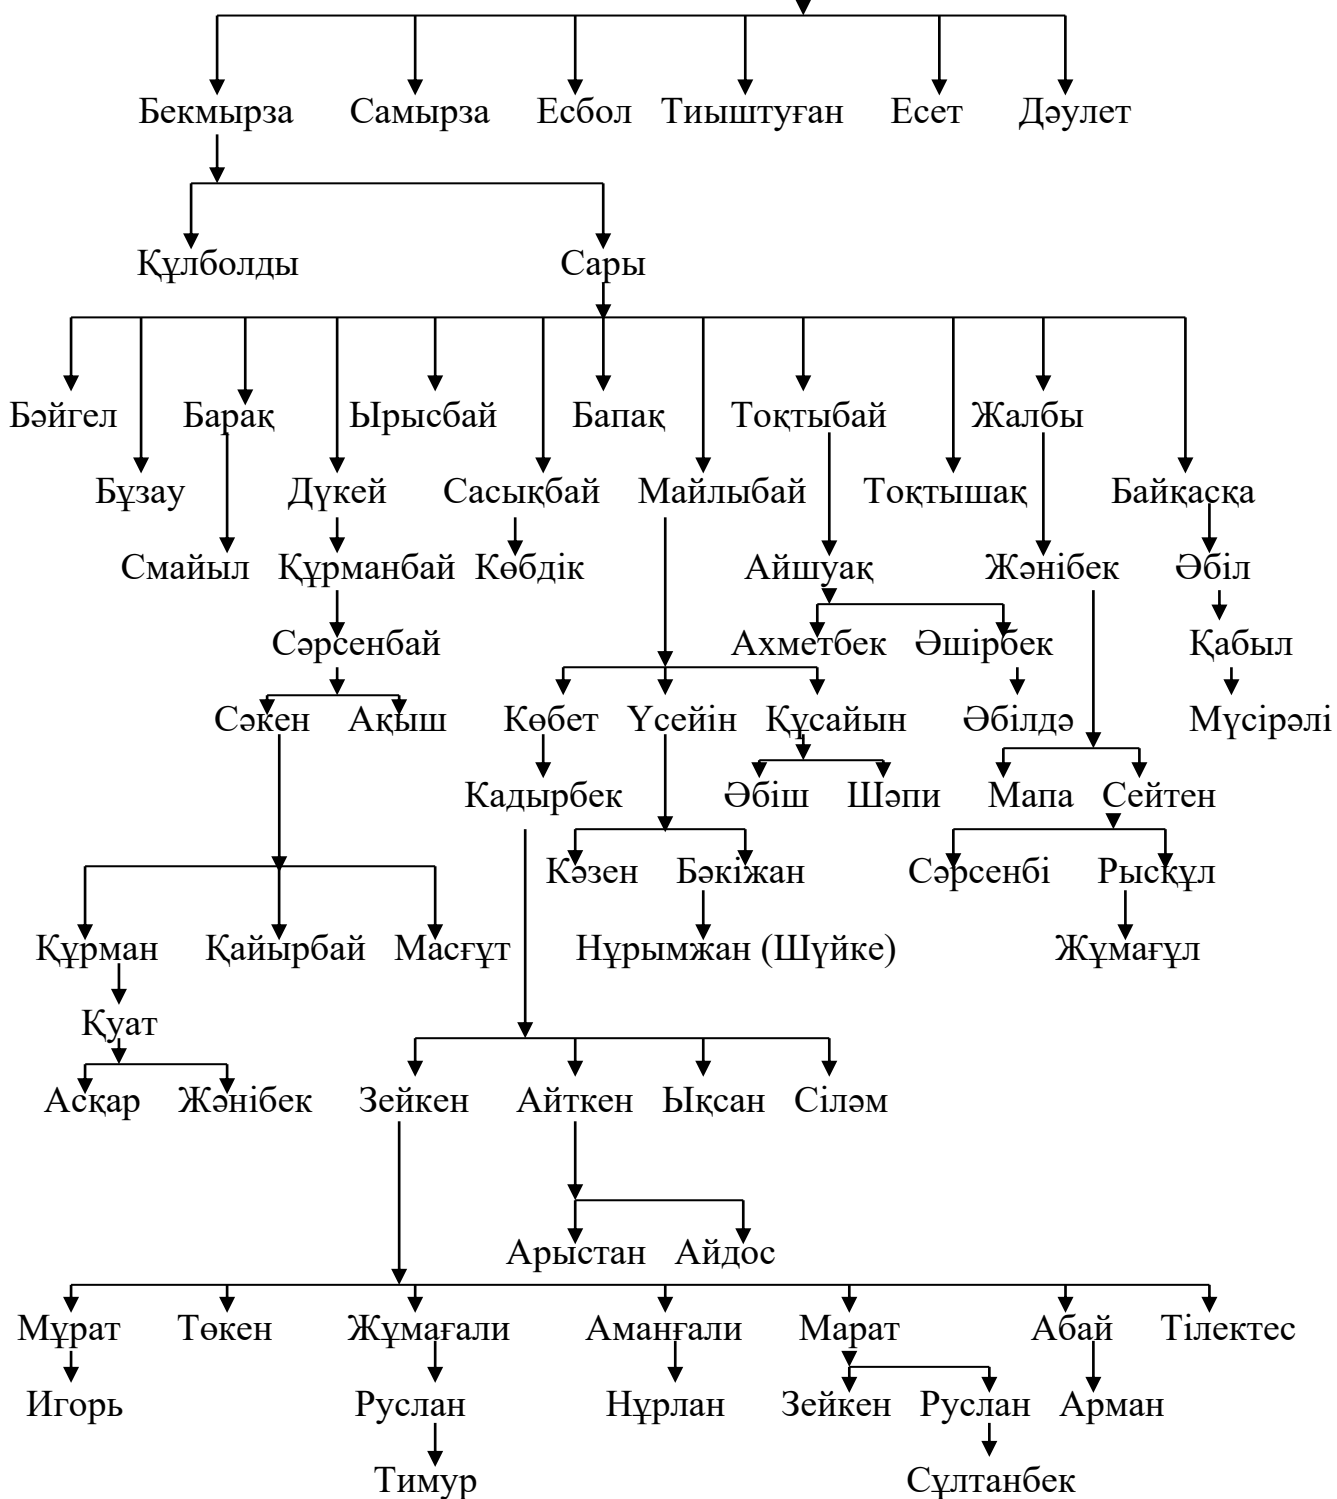 Бекмырза Самырза Есбол Тиыштуған Есет Дәулет
Құлболды Сары
Бәйгел Барақ Ырысбай Бапақ Тоқтыбай Жалбы
Бұзау Дүкей Сасықбай Майлыбай Тоқтышақ Байқасқа
Смайыл Құрманбай Көбдік Айшуақ Жәнібек Әбіл
Сәрсенбай Ахметбек Әшірбек Қабыл
Сәкен Ақыш Көбет Үсейін Құсайын Әбілдә Мүсірәлі
Кадырбек Әбіш Шәпи Мапа Сейтен
Кәзен Бәкіжан Сәрсенбі Рысқұл
Құрман Қайырбай Масғұт Нұрымжан (Шүйке) Жұмағұл
Қуат
Асқар Жәнібек Зейкен Айткен Ықсан Сіләм
Арыстан Айдос
Мұрат Төкен Жұмағали Аманғали Марат Абай Тілектес
Игорь Руслан Нұрлан Зейкен Руслан Арман
Тимур Сұлтанбек